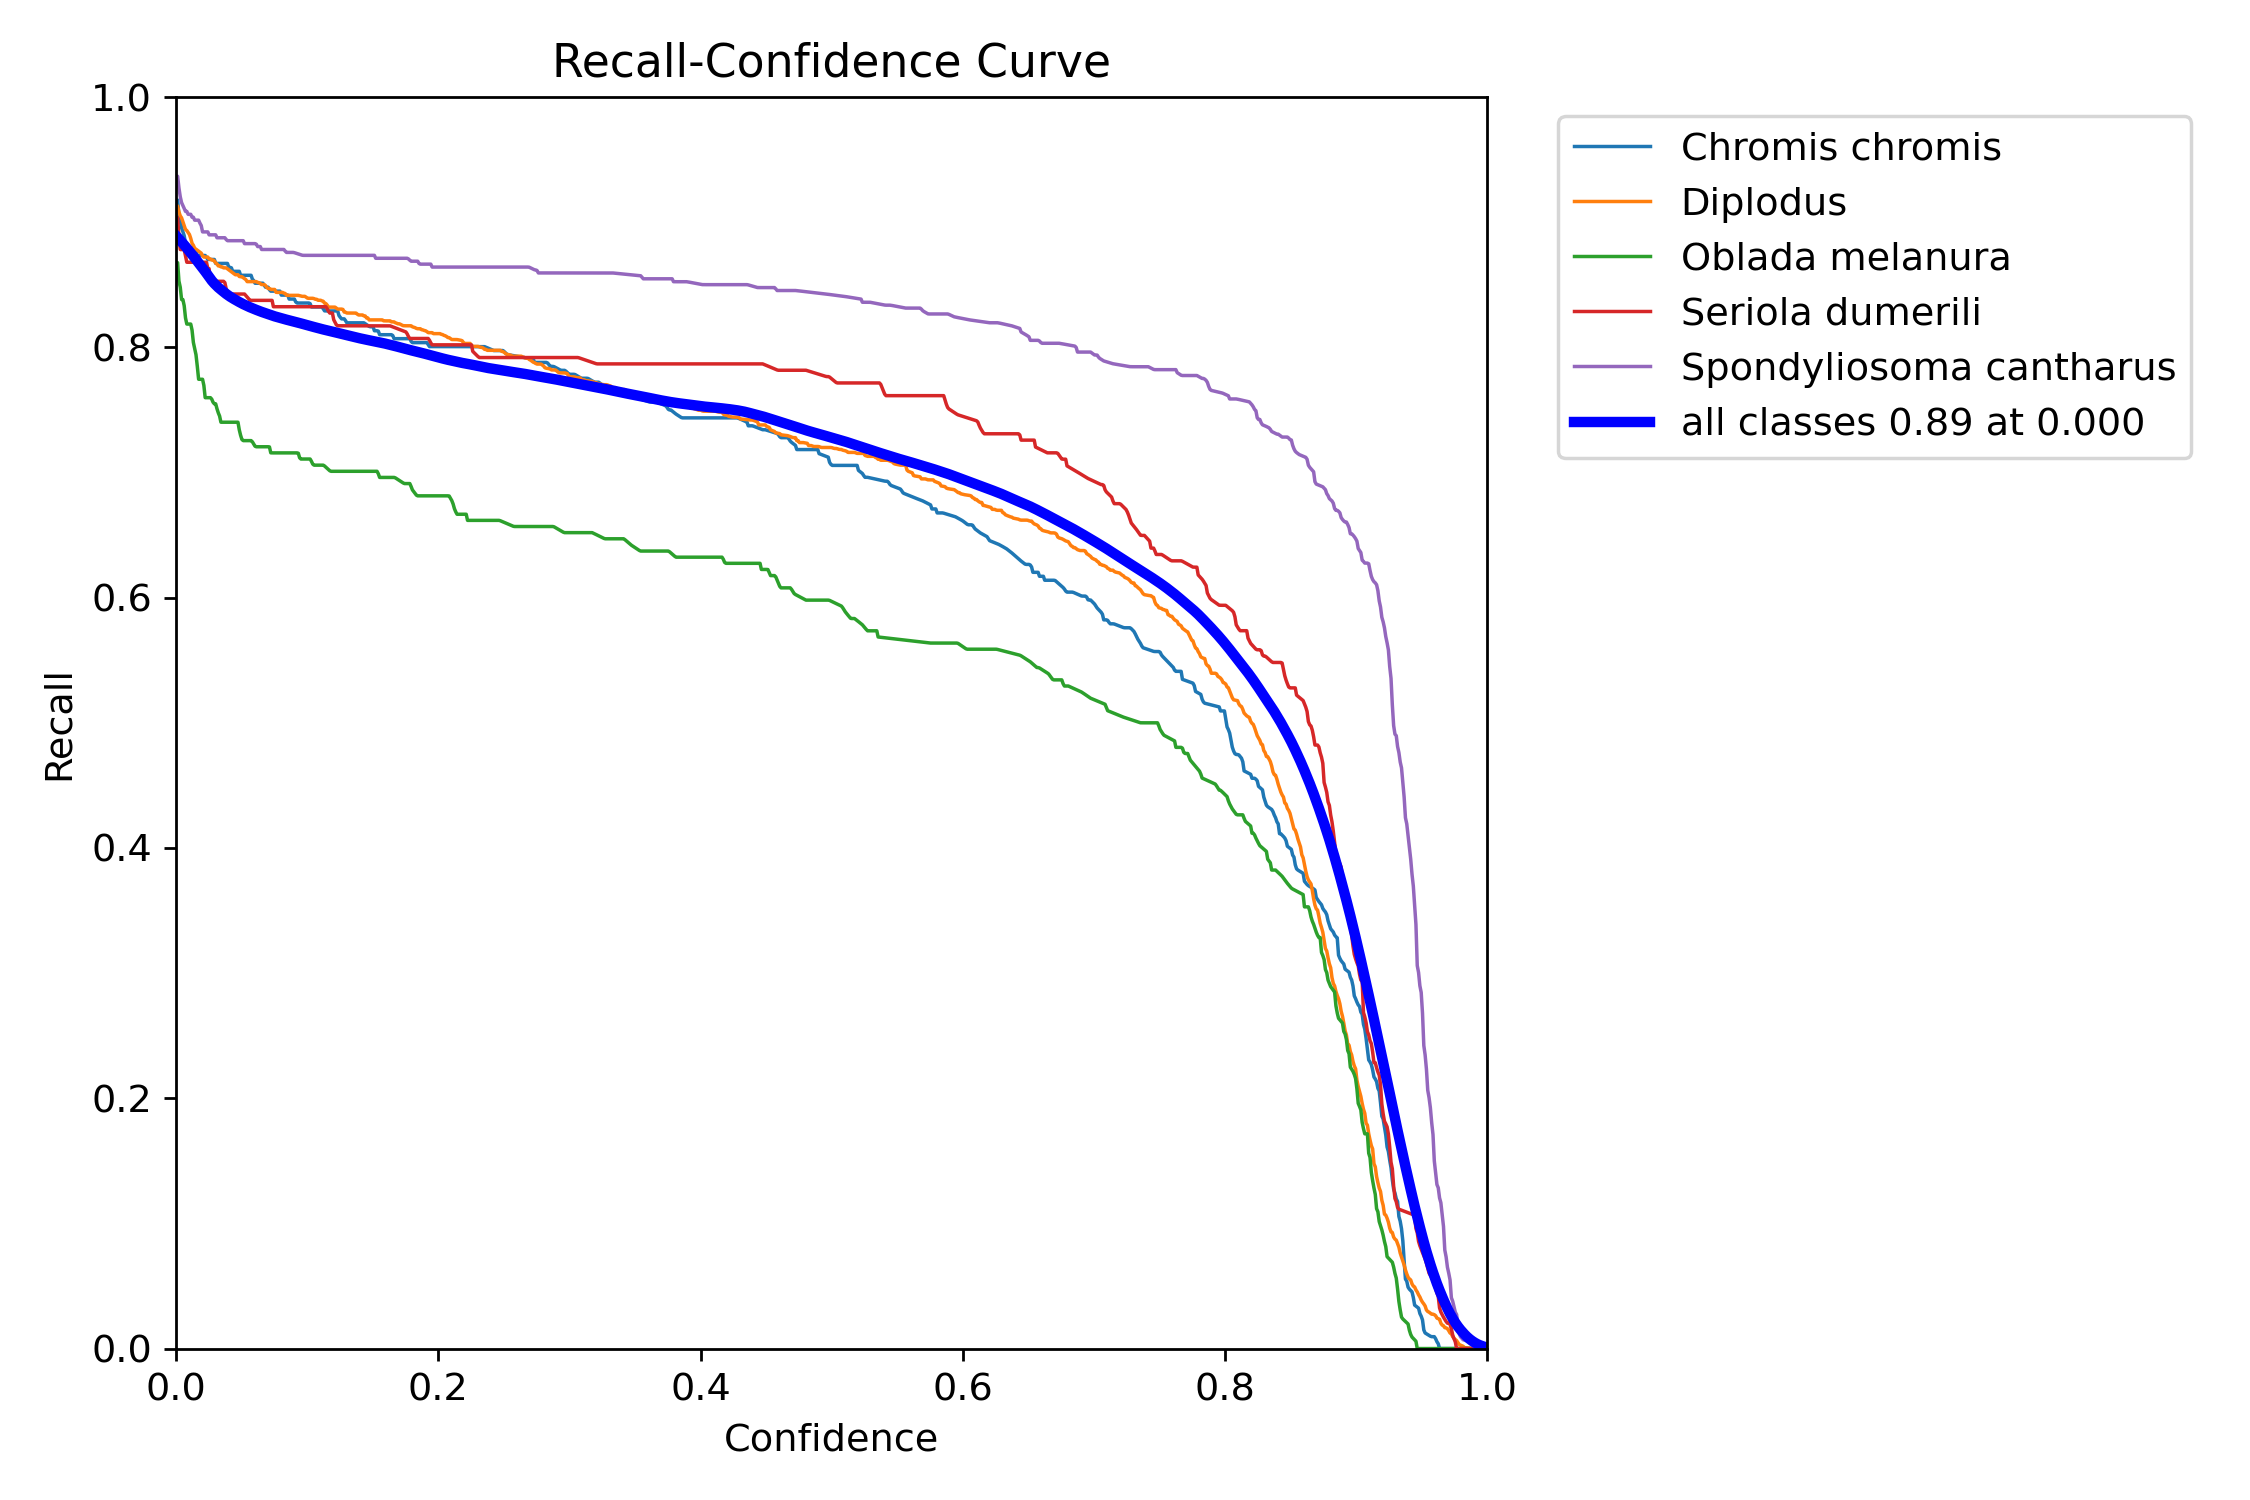 Recall-Confidence Curve
1.0
0.8
0.6
0.4
0.2
0.0
Recall
0.0 0.2 0.4 0.6 0.8 1.0
Confidence
Chromis chromis
Diplodus
Oblada melanura
Seriola dumerili
Spondyliosoma cantharus
all classes 0.89 at 0.000